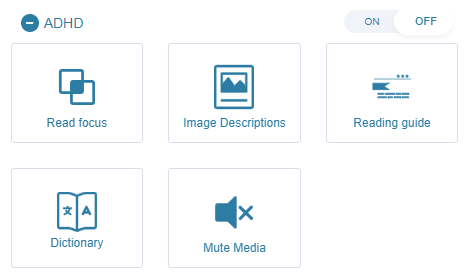 ADHD
ON OFF
Read focus
Image Descriptions
Reading guide
文 A
Dictionary
Mute Media